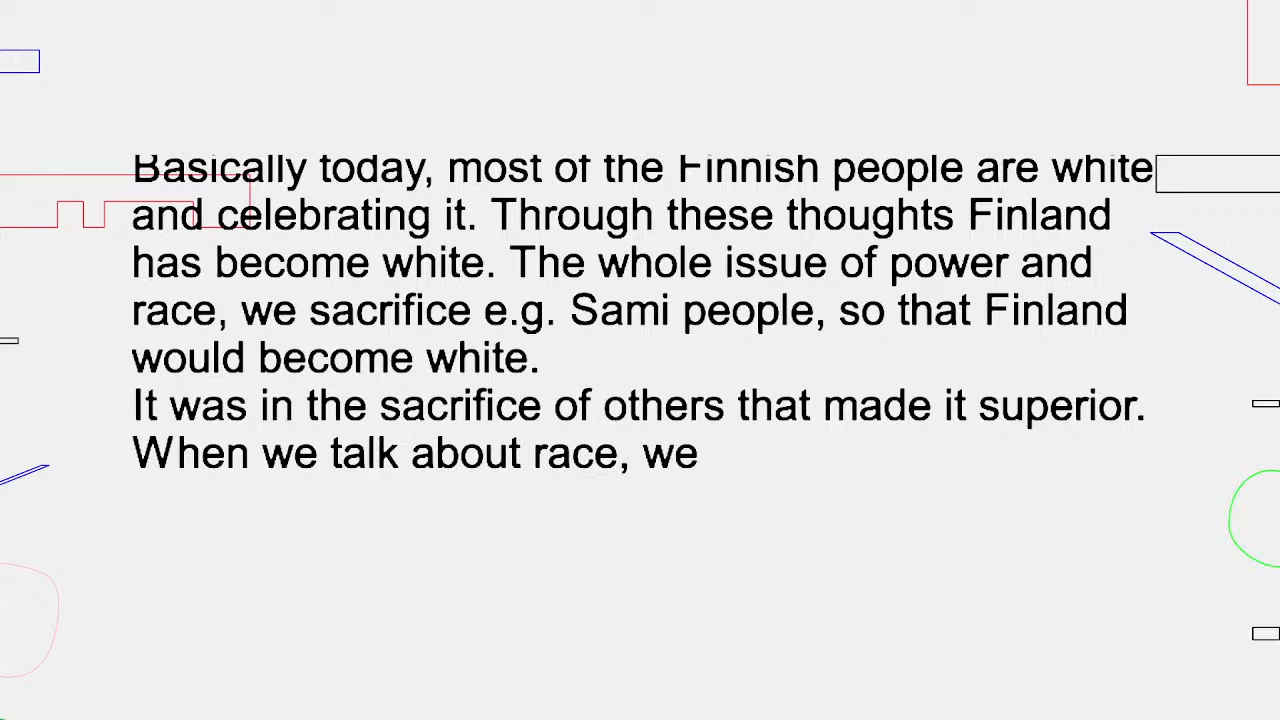 Basically today, most of the Finnish people are white
and celebrating it. Through these thoughts Finland
has become white. The whole issue of power and
race, we sacrifice e.g. Sami people, so that Finland
would become white.
It was in the sacrifice of others that made it superior.
When we talk about race, we